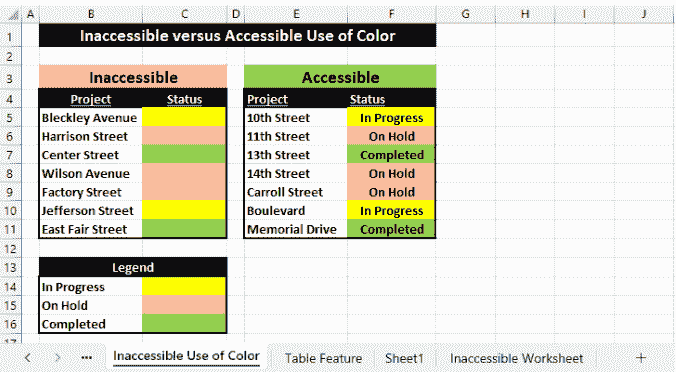 A B C D E F G H I J
1 Inaccessible versus Accessible Use of Color
2
3 Inaccessible Accessible
4 Project Status Project Status
5 Bleckley Avenue 10th Street In Progress
6 Harrison Street 11th Street On Hold
7 Center Street 13th Street Completed
8 Wilson Avenue 14th Street On Hold
9 Factory Street Carroll Street On Hold
10 Jefferson Street Boulevard In Progress
11 East Fair Street Memorial Drive Completed
12
13 Legend
14 In Progress
15 On Hold
16 Completed
17
< > ... Inaccessible Use of Color Table Feature Sheet1 Inaccessible Worksheet +